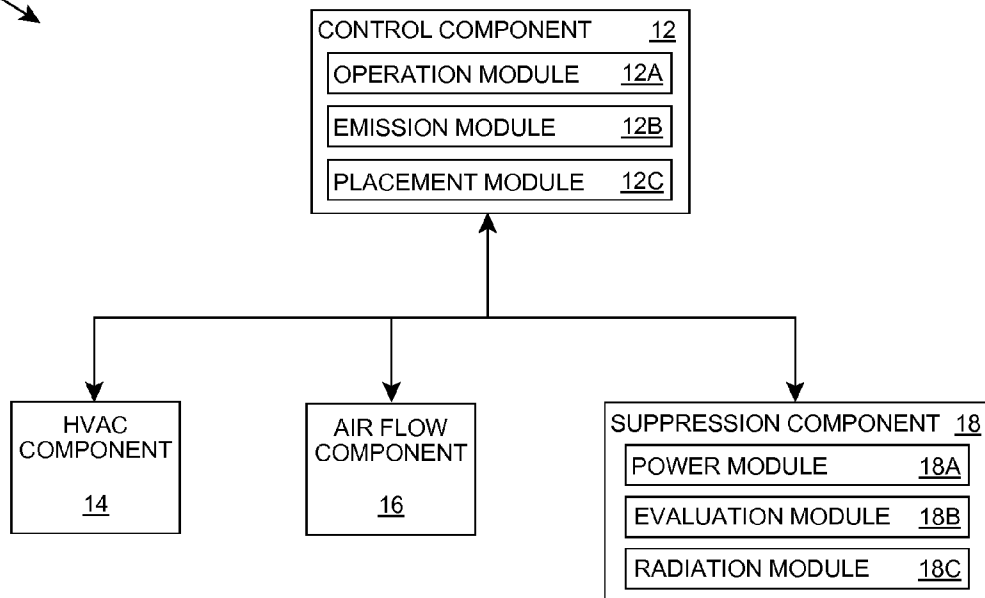 CONTROL COMPONENT 12
OPERATION MODULE 12A
EMISSION MODULE 12B
PLACEMENT MODULE 12C
HVAC
COMPONENT
14
AIR FLOW
COMPONENT
16
SUPPRESSION COMPONENT 18
POWER MODULE 18A
EVALUATION MODULE 18B
RADIATION MODULE 18C